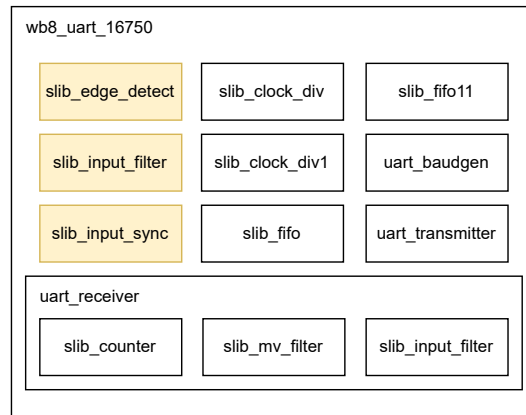 wb8_uart_16750
slib_edge_detect
slib_clock_div
slib_fifo11
slib_input_filter
slib_clock_div1
uart_baudgen
slib_input_sync
slib_fifo
uart_transmitter
uart_receiver
slib_counter
slib_mv_filter
slib_input_filter